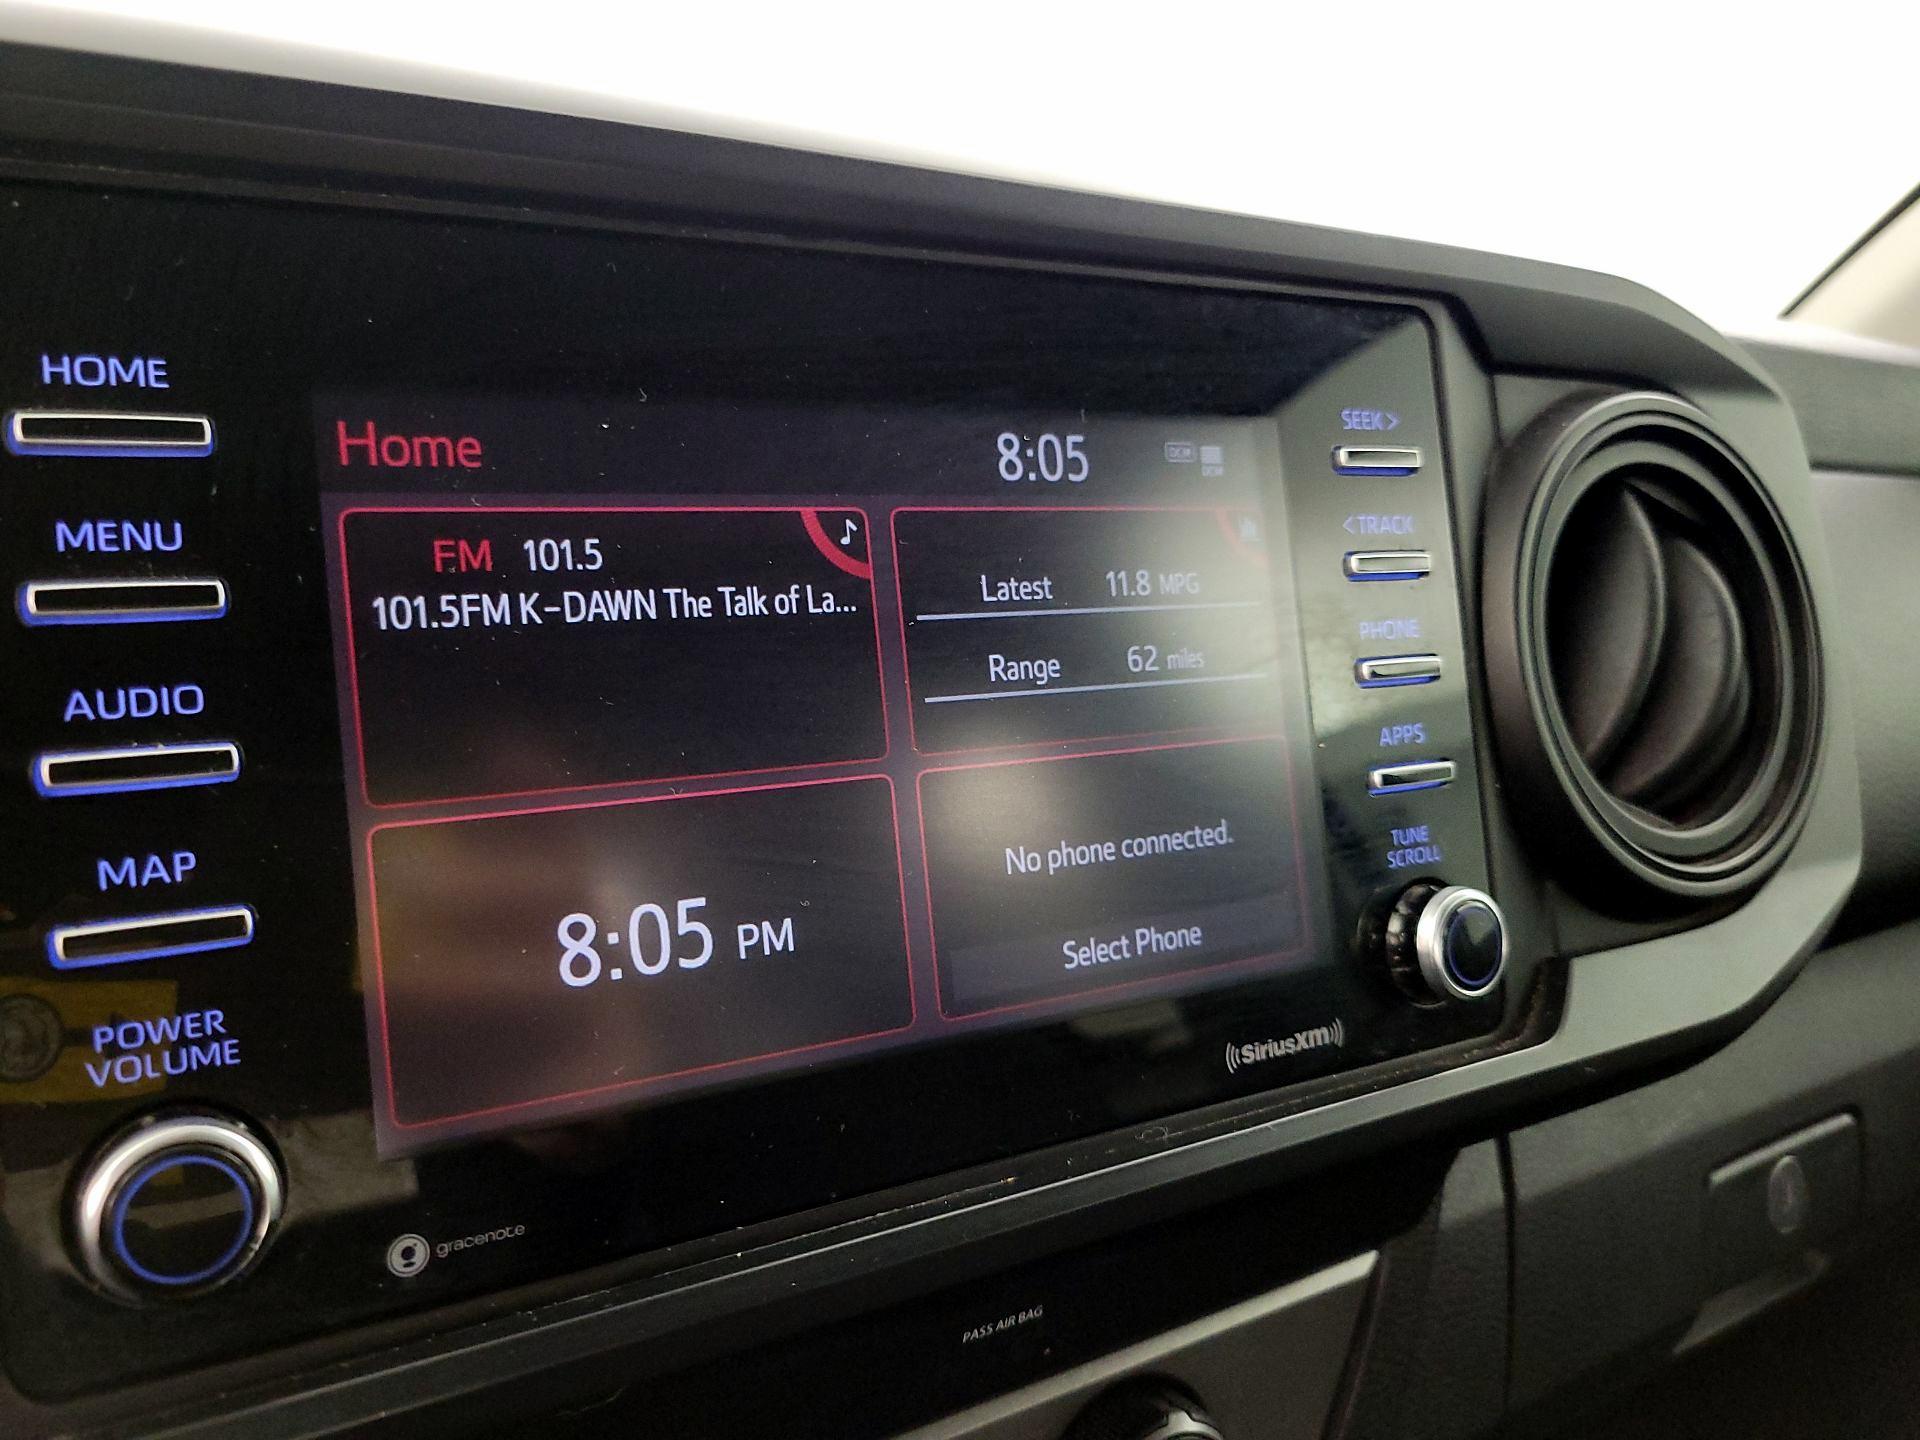 HOME
MENU
AUDIO
MAP
POWER
VOLUME
Home
8:05
DCM
DCM
FM 101.5
101.5FM K-DAWN The Talk of La...
Latest 11.8 MPG
Range 62 miles
8:05 PM
No phone connected.
Select Phone
SEEK >
< TRACK
PHONE
APPS
TUNE
SCROLL
((SiriusXM))
gracenote
PASS AIR BAG